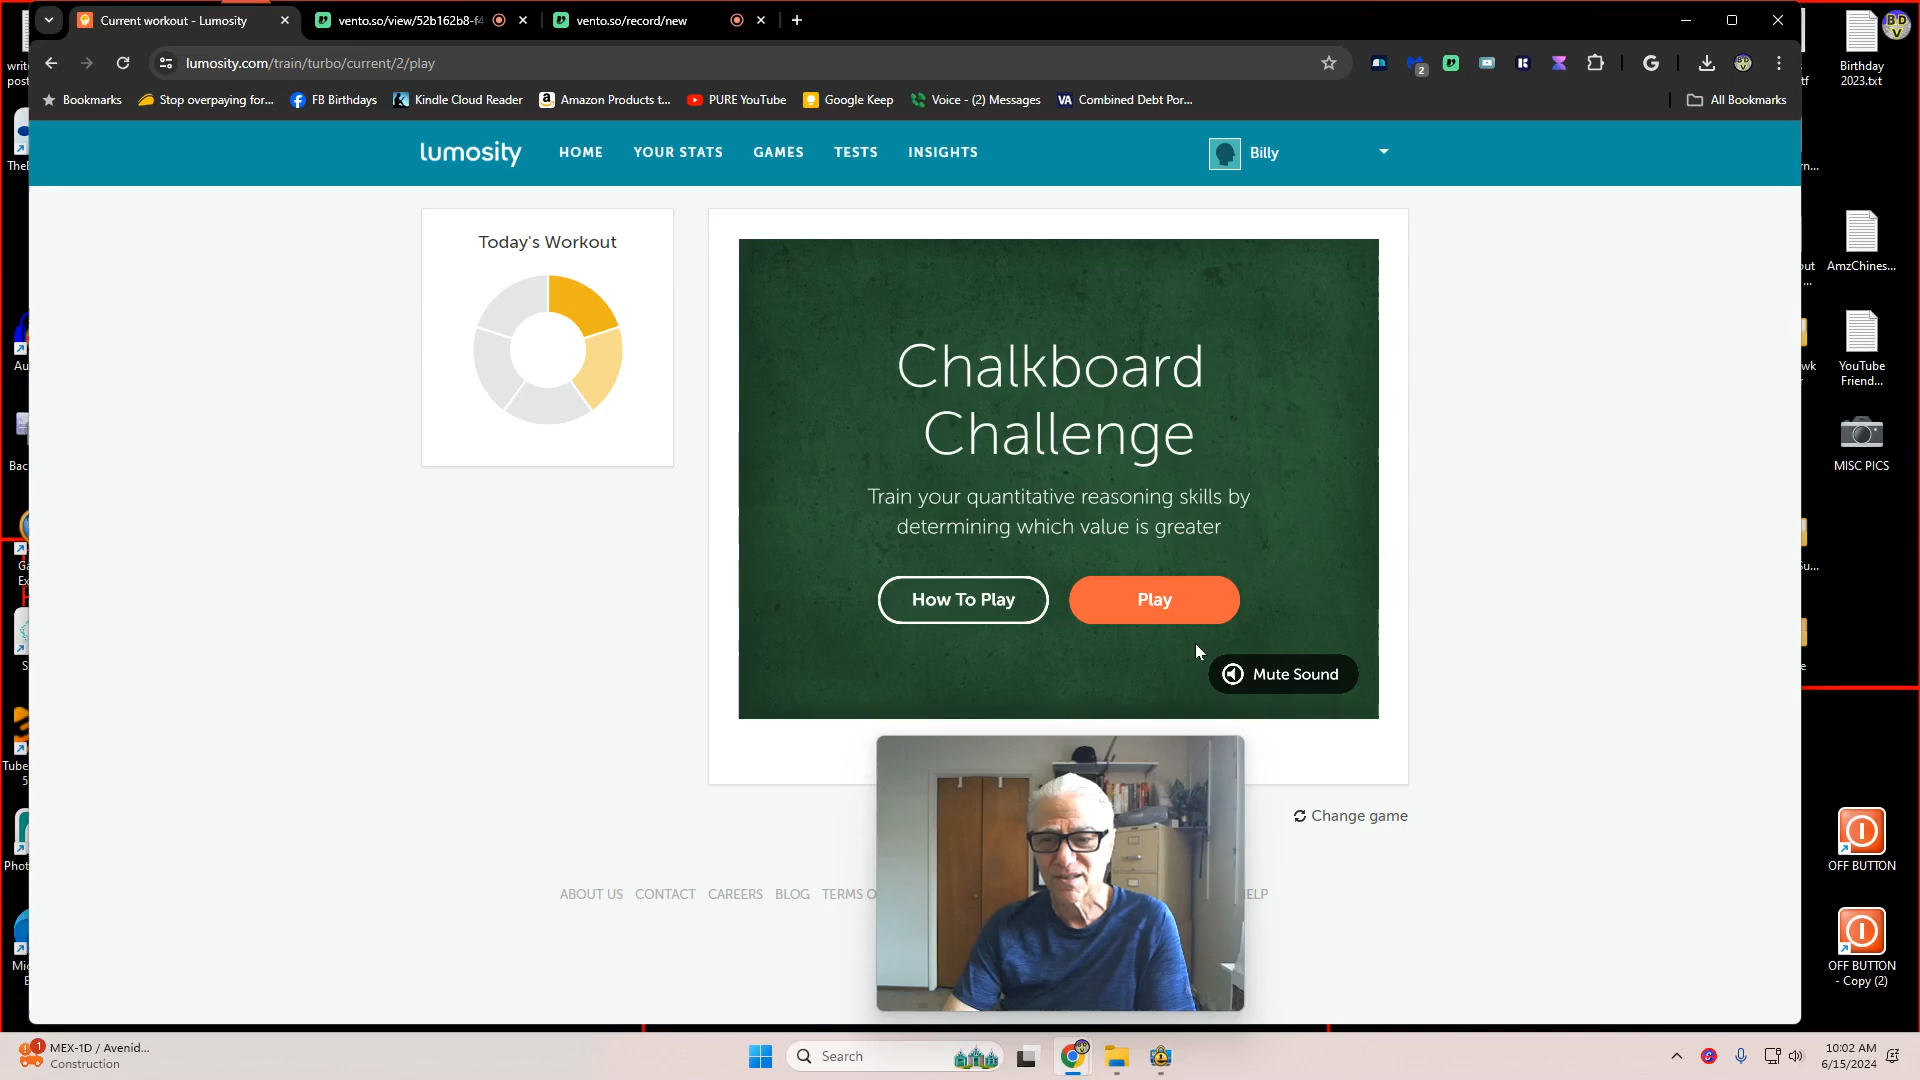 Current workout - Lumosity
vento.so/view/52b162b8-f4
vento.so/record/new
lumosity.com/train/turbo/current/2/play
2
Bookmarks
Stop overpaying for...
FB Birthdays
Kindle Cloud Reader
Amazon Products t...
PURE YouTube
Google Keep
Voice - (2) Messages
VA Combined Debt Por...
All Bookmarks
lumosity
HOME
YOUR STATS
GAMES
TESTS
INSIGHTS
Billy
Today's Workout
Chalkboard
Challenge
Train your quantitative reasoning skills by
determining which value is greater
How To Play
Play
Mute Sound
Change game
ABOUT US
CONTACT
CAREERS
BLOG
TERMS O
ELP
Birthday
2023.txt
AmzChines...
YouTube
Friend...
MISC PICS
OFF BUTTON
OFF BUTTON
- Copy (2)
1
MEX-1D / Avenid...
Construction
Search
10:02 AM
6/15/2024